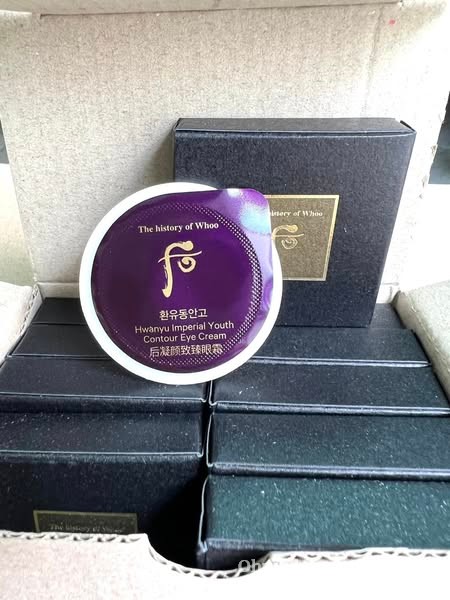 The history of Whoo
환유동안고
Hwanyu Imperial Youth
Contour Eye Cream
后凝颜致臻眼霜
history of Whoo
The history of Whoo